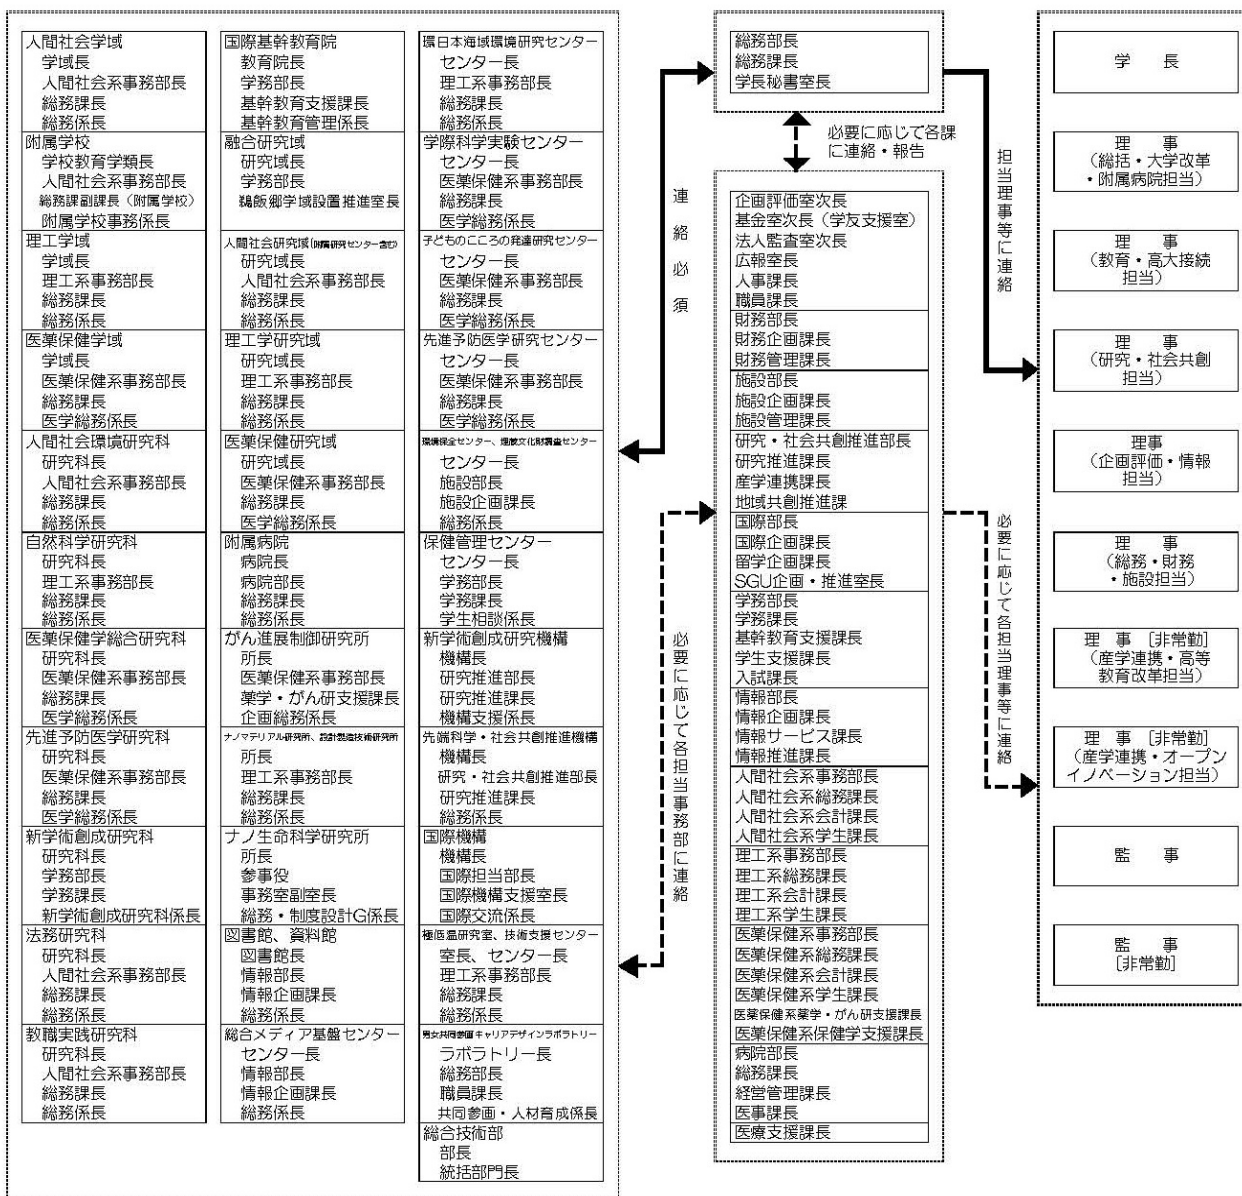 人間社会学域
学域長
人間社会系事務部長
総務課長
総務係長
附属学校
学校教育学類長
人間社会系事務部長
総務課副課長（附属学校）
附属学校事務係長
理工学域
学域長
理工系事務部長
総務課長
総務係長
医薬保健学域
学域長
医薬保健系事務部長
総務課長
医学総務係長
人間社会環境研究科
研究科長
人間社会系事務部長
総務課長
総務係長
自然科学研究科
研究科長
理工系事務部長
総務課長
総務係長
医薬保健学総合研究科
研究科長
医薬保健系事務部長
総務課長
医学総務係長
先進予防医学研究科
研究科長
医薬保健系事務部長
総務課長
医学総務係長
新学術創成研究科
研究科長
学務部長
学務課長
新学術創成研究科係長
法務研究科
研究科長
人間社会系事務部長
総務課長
総務係長
教職実践研究科
研究科長
人間社会系事務部長
総務課長
総務係長
国際基幹教育院
教育院長
学務部長
基幹教育支援課長
基幹教育管理係長
融合研究域
研究域長
学務部長
鶴飯郷学域設置推進室長
人間社会研究域（附属研究センター含む）
研究域長
人間社会系事務部長
総務課長
総務係長
理工学研究域
研究域長
理工系事務部長
総務課長
総務係長
医薬保健研究域
研究域長
医薬保健系事務部長
総務課長
医学総務係長
附属病院
病院長
病院部長
総務課長
総務係長
がん進展制御研究所
所長
医薬保健系事務部長
薬学・がん研支援課長
企画総務係長
ナノマテリアル研究所、設計製造技術研究所
所長
理工系事務部長
総務課長
総務係長
ナノ生命科学研究所
所長
参事役
事務室副室長
総務・制度設計G係長
図書館、資料館
図書館長
情報部長
情報企画課長
総務係長
総合メディア基盤センター
センター長
情報部長
情報企画課長
総務係長
環日本海域環境研究センター
センター長
理工系事務部長
総務課長
総務係長
学際科学実験センター
センター長
医薬保健系事務部長
総務課長
医学総務係長
子どものこころの発達研究センター
センター長
医薬保健系事務部長
総務課長
医学総務係長
先進予防医学研究センター
センター長
医薬保健系事務部長
総務課長
医学総務係長
環境保全センター、埋蔵文化財調査センター
センター長
施設部長
施設企画課長
総務係長
保健管理センター
センター長
学務部長
学務課長
学生相談係長
新学術創成研究機構
機構長
研究推進部長
研究推進課長
機構支援係長
先端科学・社会共創推進機構
機構長
研究・社会共創推進部長
研究推進課長
総務係長
国際機構
機構長
国際担当部長
国際機構支援室長
国際交流係長
極低温研究室、技術支援センター
室長、センター長
理工系事務部長
総務課長
総務係長
男女共同参画キャリアデザインラボラトリー
ラボラトリー長
総務部長
職員課長
共同参画・人材育成係長
総合技術部
部長
統括部門長
連絡必須
必要に応じて各担当事務部に連絡
総務部長
総務課長
学長秘書室長
必要に応じて各課
に連絡・報告
企画評価室次長
基金室次長（学友支援室）
法人監査室次長
広報室長
人事課長
職員課長
財務部長
財務企画課長
財務管理課長
施設部長
施設企画課長
施設管理課長
研究・社会共創推進部長
研究推進課長
産学連携課長
地域共創推進課
国際部長
国際企画課長
留学企画課長
SGU企画・推進室長
学務部長
学務課長
基幹教育支援課長
学生支援課長
入試課長
情報部長
情報企画課長
情報サービス課長
情報推進課長
人間社会系事務部長
人間社会系総務課長
人間社会系会計課長
人間社会系学生課長
理工系事務部長
理工系総務課長
理工系会計課長
理工系学生課長
医薬保健系事務部長
医薬保健系総務課長
医薬保健系会計課長
医薬保健系学生課長
医薬保健系薬学・がん研支援課長
医薬保健系保健学支援課長
病院部長
総務課長
経営管理課長
医事課長
医療支援課長
担当理事等に連絡
必要に応じて各担当理事等に連絡
学　長
理　事
（総括・大学改革
・附属病院担当）
理　事
（教育・高大接続
担当）
理　事
（研究・社会共創
担当）
理事
（企画評価・情報
担当）
理　事
（総務・財務
・施設担当）
理　事　[非常勤]
（産学連携・高等
教育改革担当）
理　事　[非常勤]
（産学連携・オープン
イノベーション担当）
監　事
監　事
[非常勤]